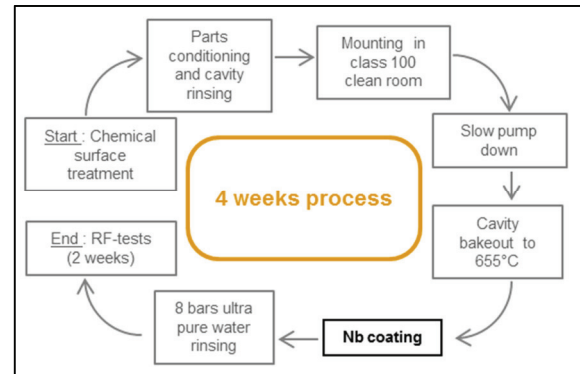 Parts
conditioning
and cavity
rinsing
Mounting in
class 100
clean room
Slow pump
down
Cavity
bakeout to
655°C
Nb coating
8 bars ultra
pure water
rinsing
End : RF-tests
(2 weeks)
Start : Chemical
surface
treatment
4 weeks process